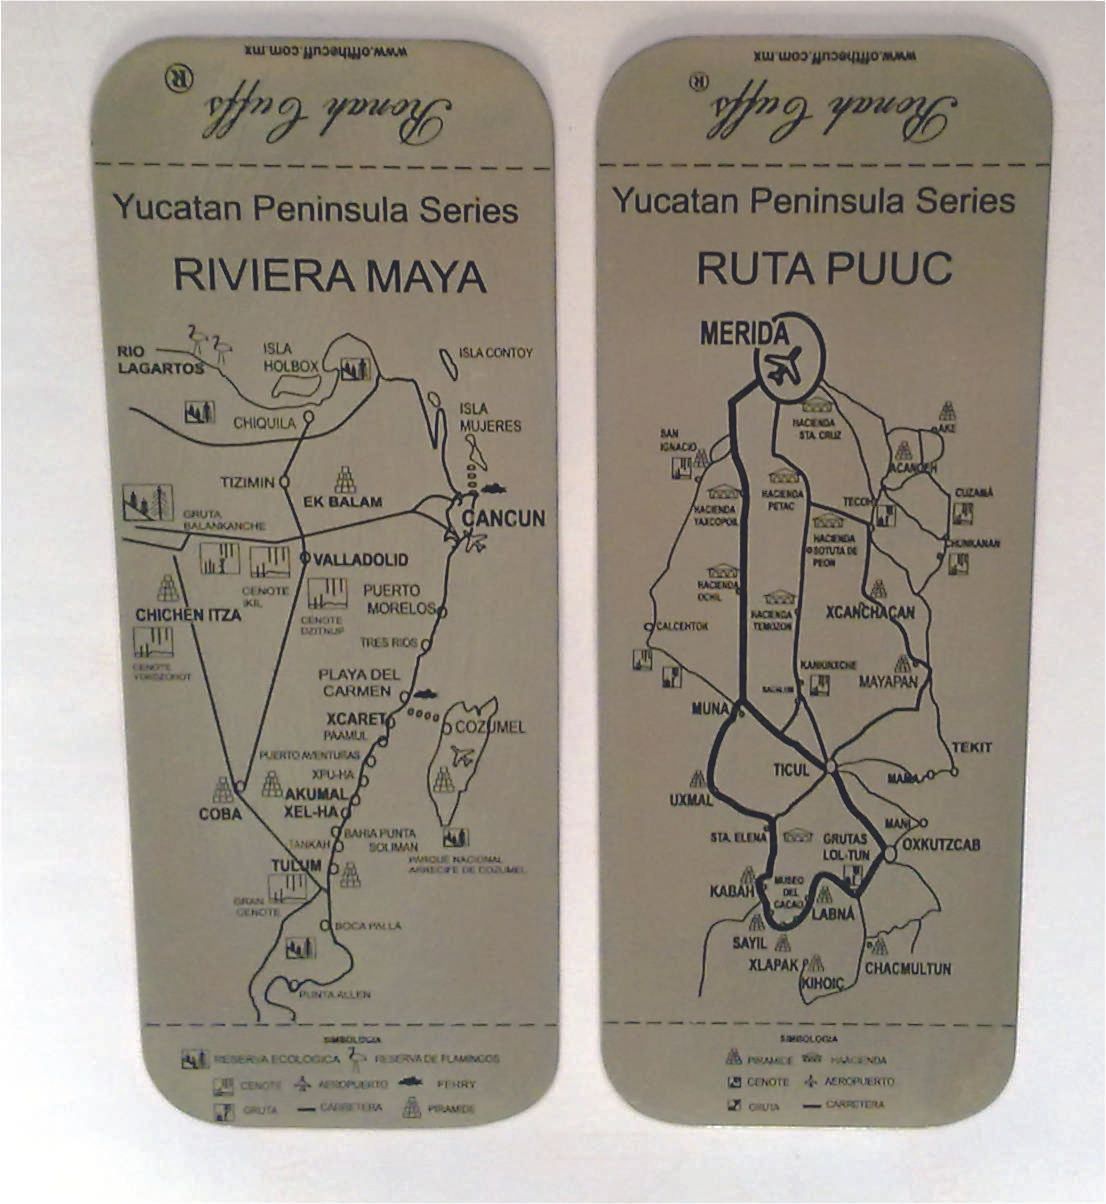 www.offthecuff.com.mx
Ronah Cuffs ®
Yucatan Peninsula Series
RIVIERA MAYA
RIO
LAGARTOS
ISLA
HOLBOX
ISLA CONTOY
CHIQUILA
ISLA
MUJERES
TIZIMIN
EK BALAM
GRUTA
BALANKANCHE
CANCUN
VALLADOLID
CENOTE
IKIL
CHICHEN ITZA
CENOTE
DZITNUP
PUERTO
MORELOS
CENOTE
TRES RIOS
PLAYA DEL
CARMEN
XCARET
PAAMUL
COZUMEL
PUERTO AVENTURAS
XPU-HA
AKUMAL
XEL-HA
COBA
BAHIA PUNTA
SOLIMAN
TANKAH
PARQUE NACIONAL
ARRECIFE DE COZUMEL
TULUM
GRAN
CENOTE
BOCA PAILA
PUNTA ALLEN
SIMBOLOGIA
RESERVA ECOLOGICA RESERVA DE FLAMINGOS
CENOTE AEROPUERTO FERRY
GRUTA CARRETERA PIRAMIDE
www.offthecuff.com.mx
Ronah Cuffs ®
Yucatan Peninsula Series
RUTA PUUC
MERIDA
HACIENDA
STA. CRUZ
AKE
SAN
IGNACIO
ACANCEH
HACIENDA
YAXCOPOIL
HACIENDA
PETAC
TECOH
CUZAMÁ
HACIENDA
SOTUTA DE
PEON
CHUNKANAN
HACIENDA
OCHIL
HACIENDA
TEMOZON
XCANCHACAN
CALCEHTOK
KANKINXCHE
MAYAPAN
MUNA
TEKIT
TICUL
MAMA
UXMAL
MANI
STA. ELENA
GRUTAS
LOL-TUN
OXKUTZCAB
KABAH
MUSEO
DEL
CACAO
LABNÁ
SAYIL
XLAPAK
KIHOIC
CHACMULTUN
SIMBOLOGIA
PIRAMIDE HAACIENDA
CENOTE AEROPUERTO
GRUTA CARRETERA